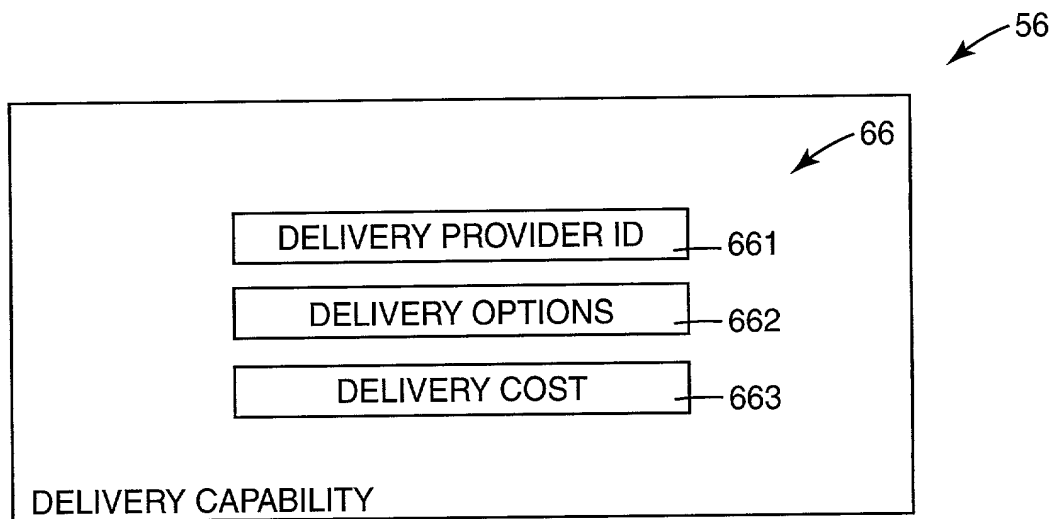 56
66
DELIVERY PROVIDER ID 661
DELIVERY OPTIONS 662
DELIVERY COST 663
DELIVERY CAPABILITY